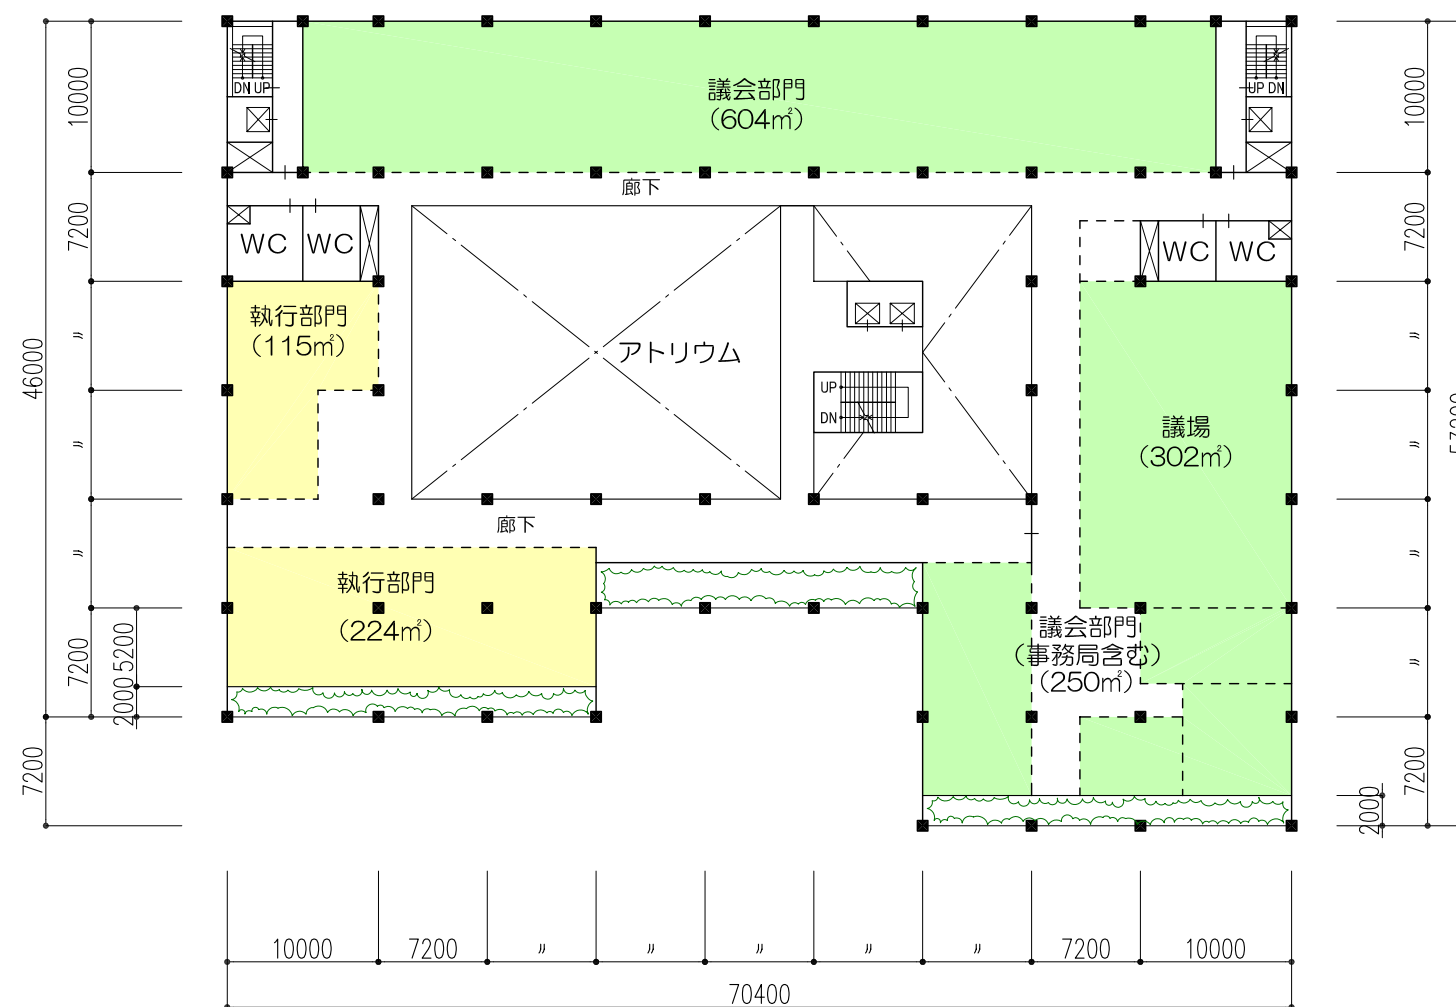 議会部門
(604㎡)
10000
10000
DN UP
UP DN
廊下
7200
7200
WC
WC
WC
WC
執行部門
(115㎡)
〃
〃
アトリウム
46000
UP
DN
議場
(302㎡)
〃
〃
廊下
〃
〃
執行部門
(224㎡)
議会部門
(事務局含む)
(250㎡)
〃
7200
5200
2000
7200
7200
2000
10000
7200
〃
〃
〃
〃
〃
7200
10000
70400